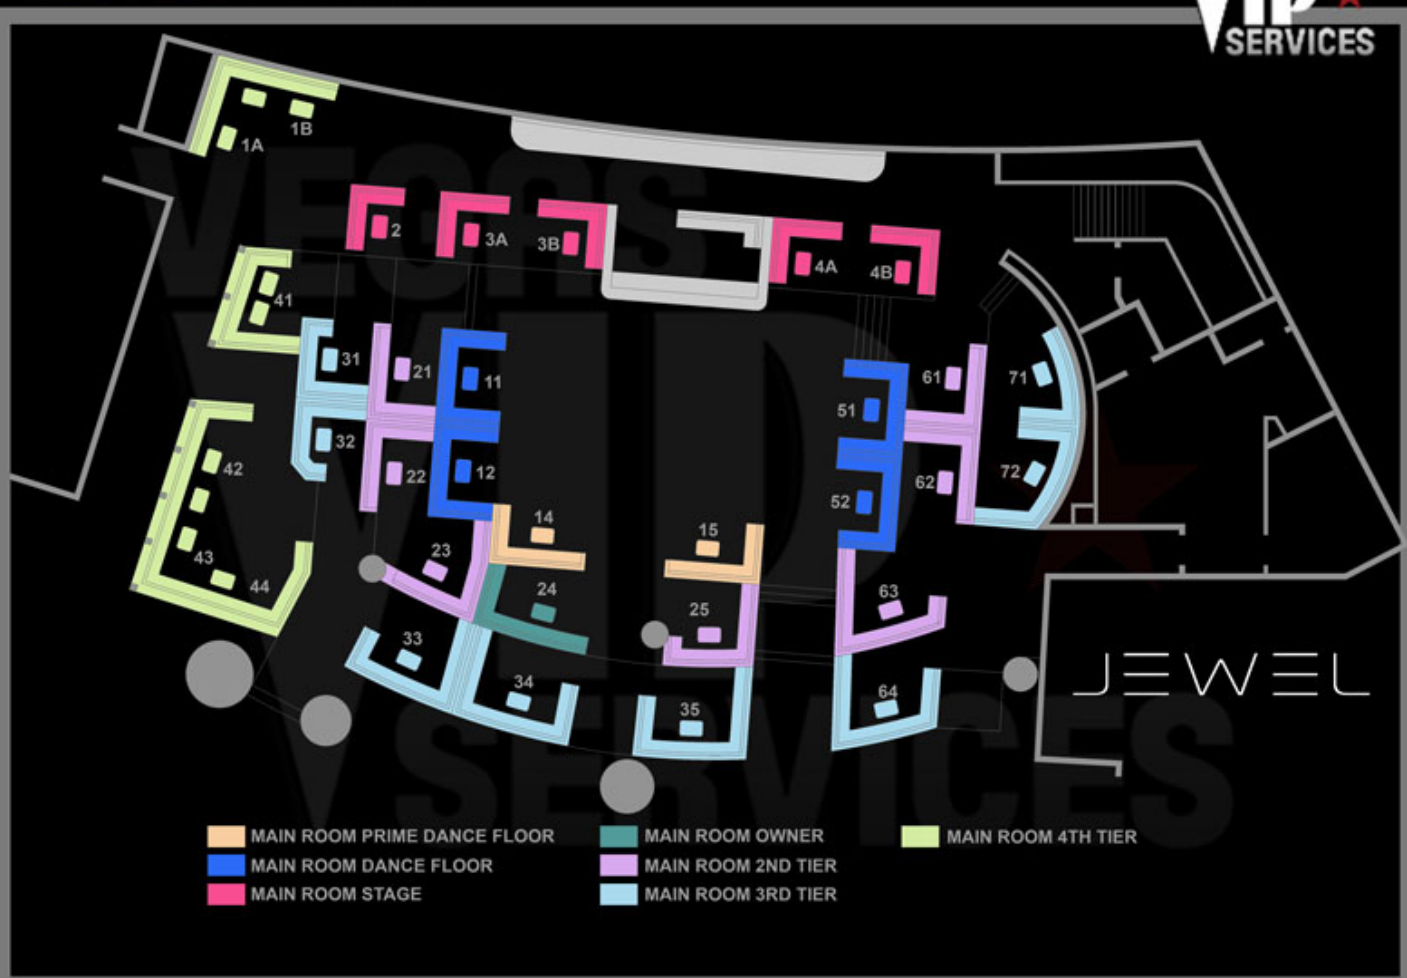 VIP
SERVICES
1A
1B
2
3A
3B
4A
4B
41
31
21
11
51
61
71
32
22
12
42
52
62
72
43
44
23
14
15
24
25
63
33
34
35
64
JEWEL
VEGAS
VIP
SERVICES
MAIN ROOM PRIME DANCE FLOOR
MAIN ROOM DANCE FLOOR
MAIN ROOM STAGE
MAIN ROOM OWNER
MAIN ROOM 2ND TIER
MAIN ROOM 3RD TIER
MAIN ROOM 4TH TIER